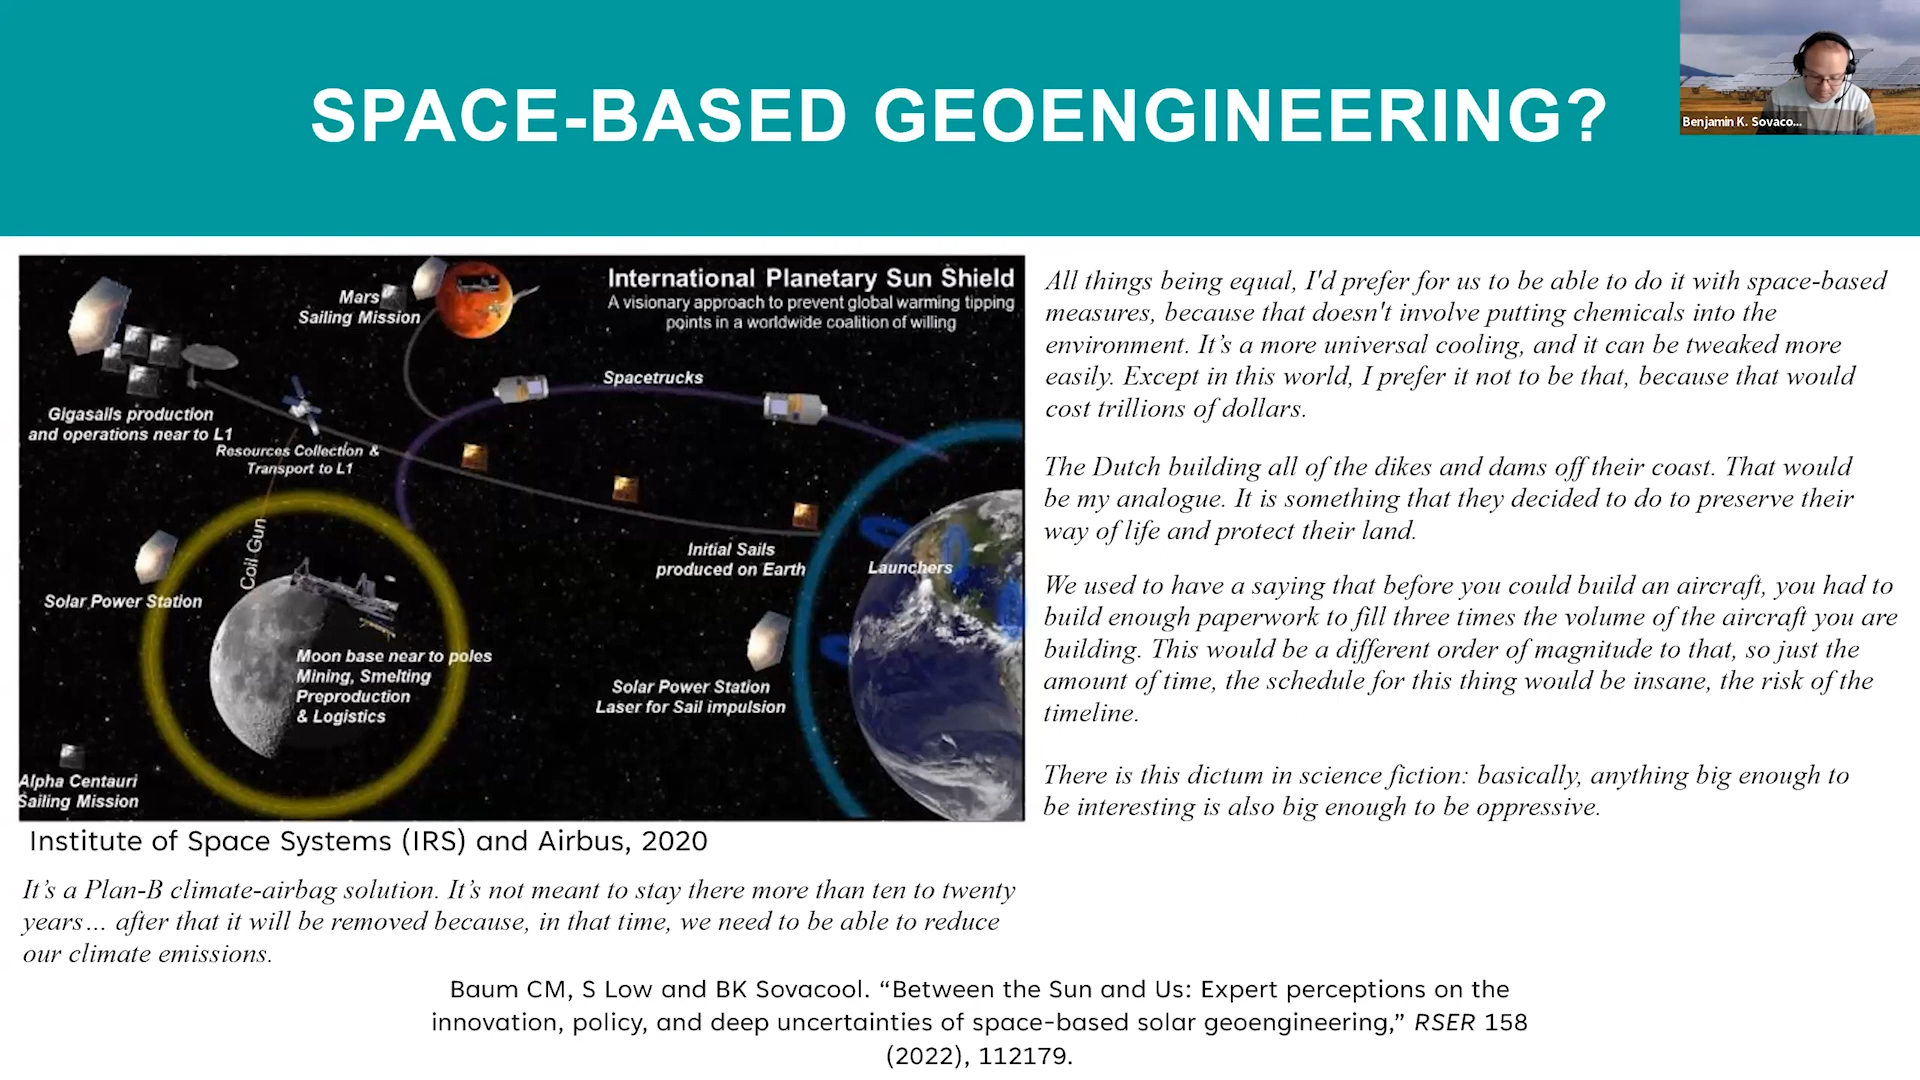 SPACE-BASED GEOENGINEERING?
Benjamin K. Sovaco...
International Planetary Sun Shield
A visionary approach to prevent global warming tipping
points in a worldwide coalition of willing
Mars
Sailing Mission
Spacetrucks
Gigasails production
and operations near to L1
Resources Collection &
Transport to L1
Coil Gun
Initial Sails
produced on Earth
Launchers
Solar Power Station
Moon base near to poles
Mining, Smelting
Preproduction
& Logistics
Solar Power Station
Laser for Sail impulsion
Alpha Centauri
Sailing Mission
Institute of Space Systems (IRS) and Airbus, 2020
It's a Plan-B climate-airbag solution. It's not meant to stay there more than ten to twenty
years… after that it will be removed because, in that time, we need to be able to reduce
our climate emissions.
All things being equal, I'd prefer for us to be able to do it with space-based
measures, because that doesn't involve putting chemicals into the
environment. It's a more universal cooling, and it can be tweaked more
easily. Except in this world, I prefer it not to be that, because that would
cost trillions of dollars.
The Dutch building all of the dikes and dams off their coast. That would
be my analogue. It is something that they decided to do to preserve their
way of life and protect their land.
We used to have a saying that before you could build an aircraft, you had to
build enough paperwork to fill three times the volume of the aircraft you are
building. This would be a different order of magnitude to that, so just the
amount of time, the schedule for this thing would be insane, the risk of the
timeline.
There is this dictum in science fiction: basically, anything big enough to
be interesting is also big enough to be oppressive.
Baum CM, S Low and BK Sovacool. “Between the Sun and Us: Expert perceptions on the
innovation, policy, and deep uncertainties of space-based solar geoengineering,” RSER 158
(2022), 112179.